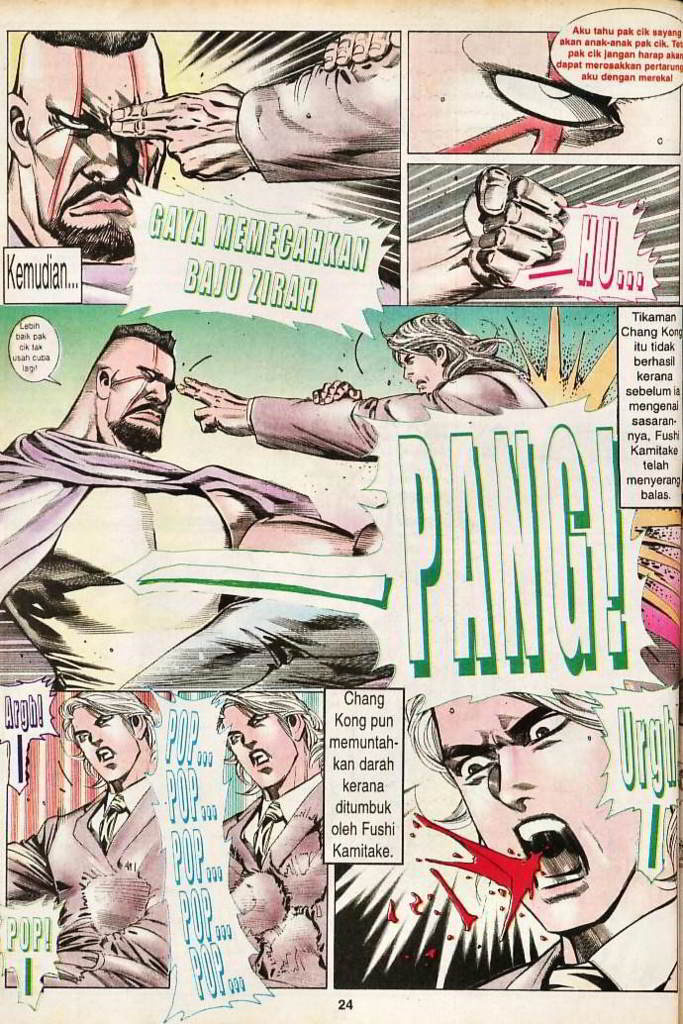 GAYA MEMECAHKAN
BAJU ZIRAH
Kemudian...
Aku tahu pak cik sayang
akan anak-anak pak cik.
pak cik jangan harap akan
dapat merosakkan pertarung
aku dengan mereka!
HU...
Lebih
baik pak
cik tak
usah cuba
lagi!
Tikaman
Chang Kong
itu tidak
berhasil
kerana
sebelum ia
mengenai
sasaran-
nya, Fushi
Kamitake
telah
menyerang
balas.
PANG!
Argh!
POP!
POP...
POP...
POP...
POP...
POP...
Chang
Kong pun
memuntah-
kan darah
kerana
ditumbuk
oleh Fushi
Kamitake.
Urgh
24